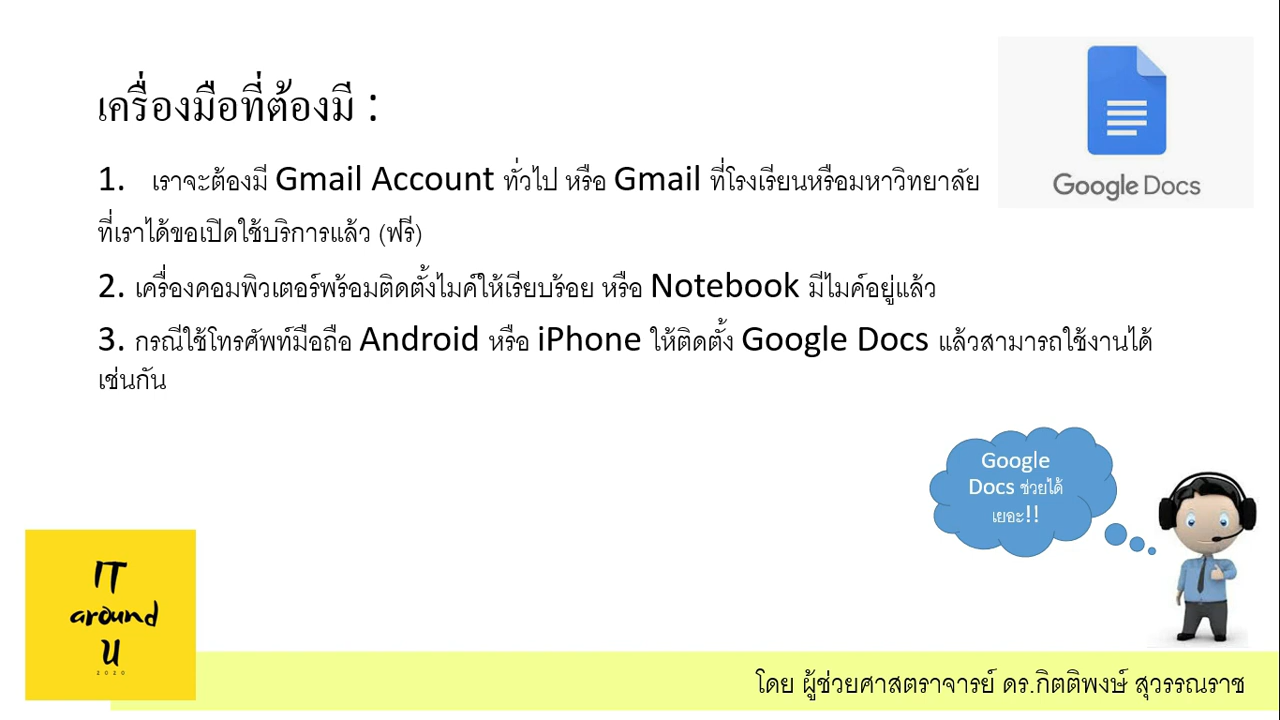 เครื่องมือที่ต้องมี :
Google Docs
1. เราจะต้องมี Gmail Account ทั่วไป หรือ Gmail ที่โรงเรียนหรือมหาวิทยาลัย
ที่เราได้ขอเปิดใช้บริการแล้ว (ฟรี)
2. เครื่องคอมพิวเตอร์พร้อมติดตั้งไมค์ให้เรียบร้อย หรือ Notebook มีไมค์อยู่แล้ว
3. กรณีใช้โทรศัพท์มือถือ Android หรือ iPhone ให้ติดตั้ง Google Docs แล้วสามารถใช้งานได้
เช่นกัน
Google
Docs ช่วยได้
เยอะ!!
IT
around
U
2020
โดย ผู้ช่วยศาสตราจารย์ ดร.กิตติพงษ์ สุวรรณราช